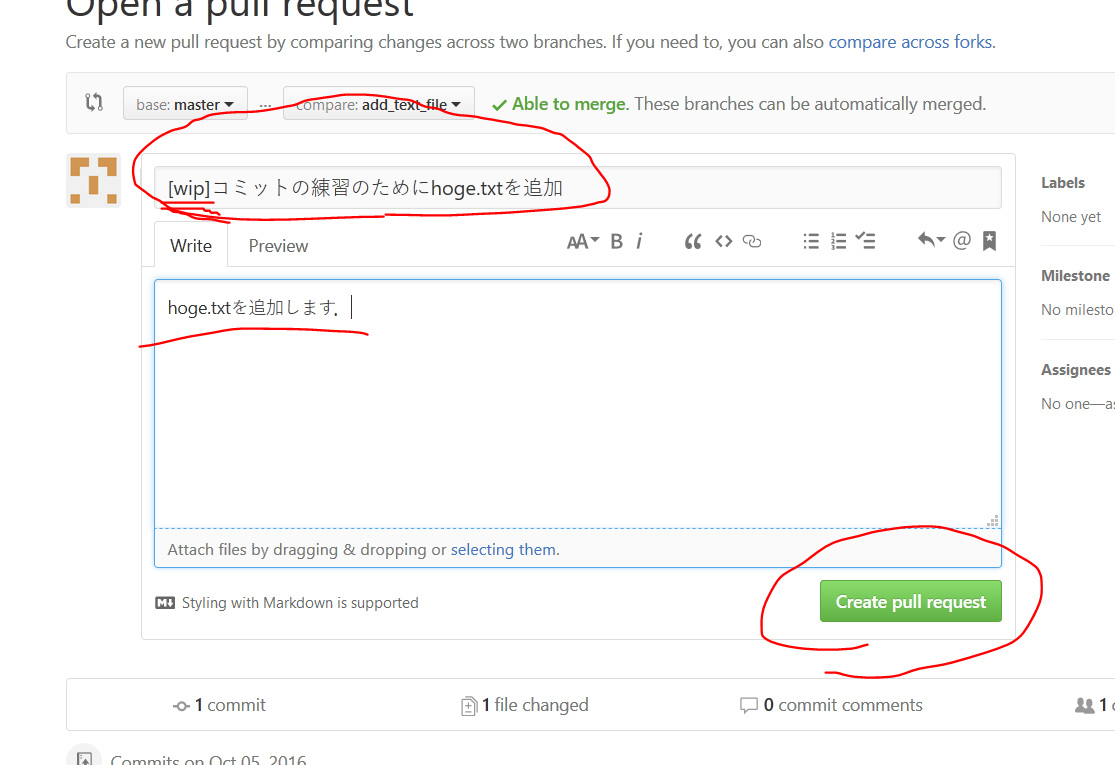 Open a pull request
Create a new pull request by comparing changes across two branches. If you need to, you can also compare across forks.
base: master ... compare: add_text_file Able to merge. These branches can be automatically merged.
[wip]コミットの練習のためにhoge.txtを追加
Write Preview
AA B i
hoge.txtを追加します．
Attach files by dragging & dropping or selecting them.
Styling with Markdown is supported
Create pull request
Labels
None yet
Milestone
No milesto
Assignees
No one—as
1 commit 1 file changed 0 commit comments 1 c
Commits on Oct 05, 2016